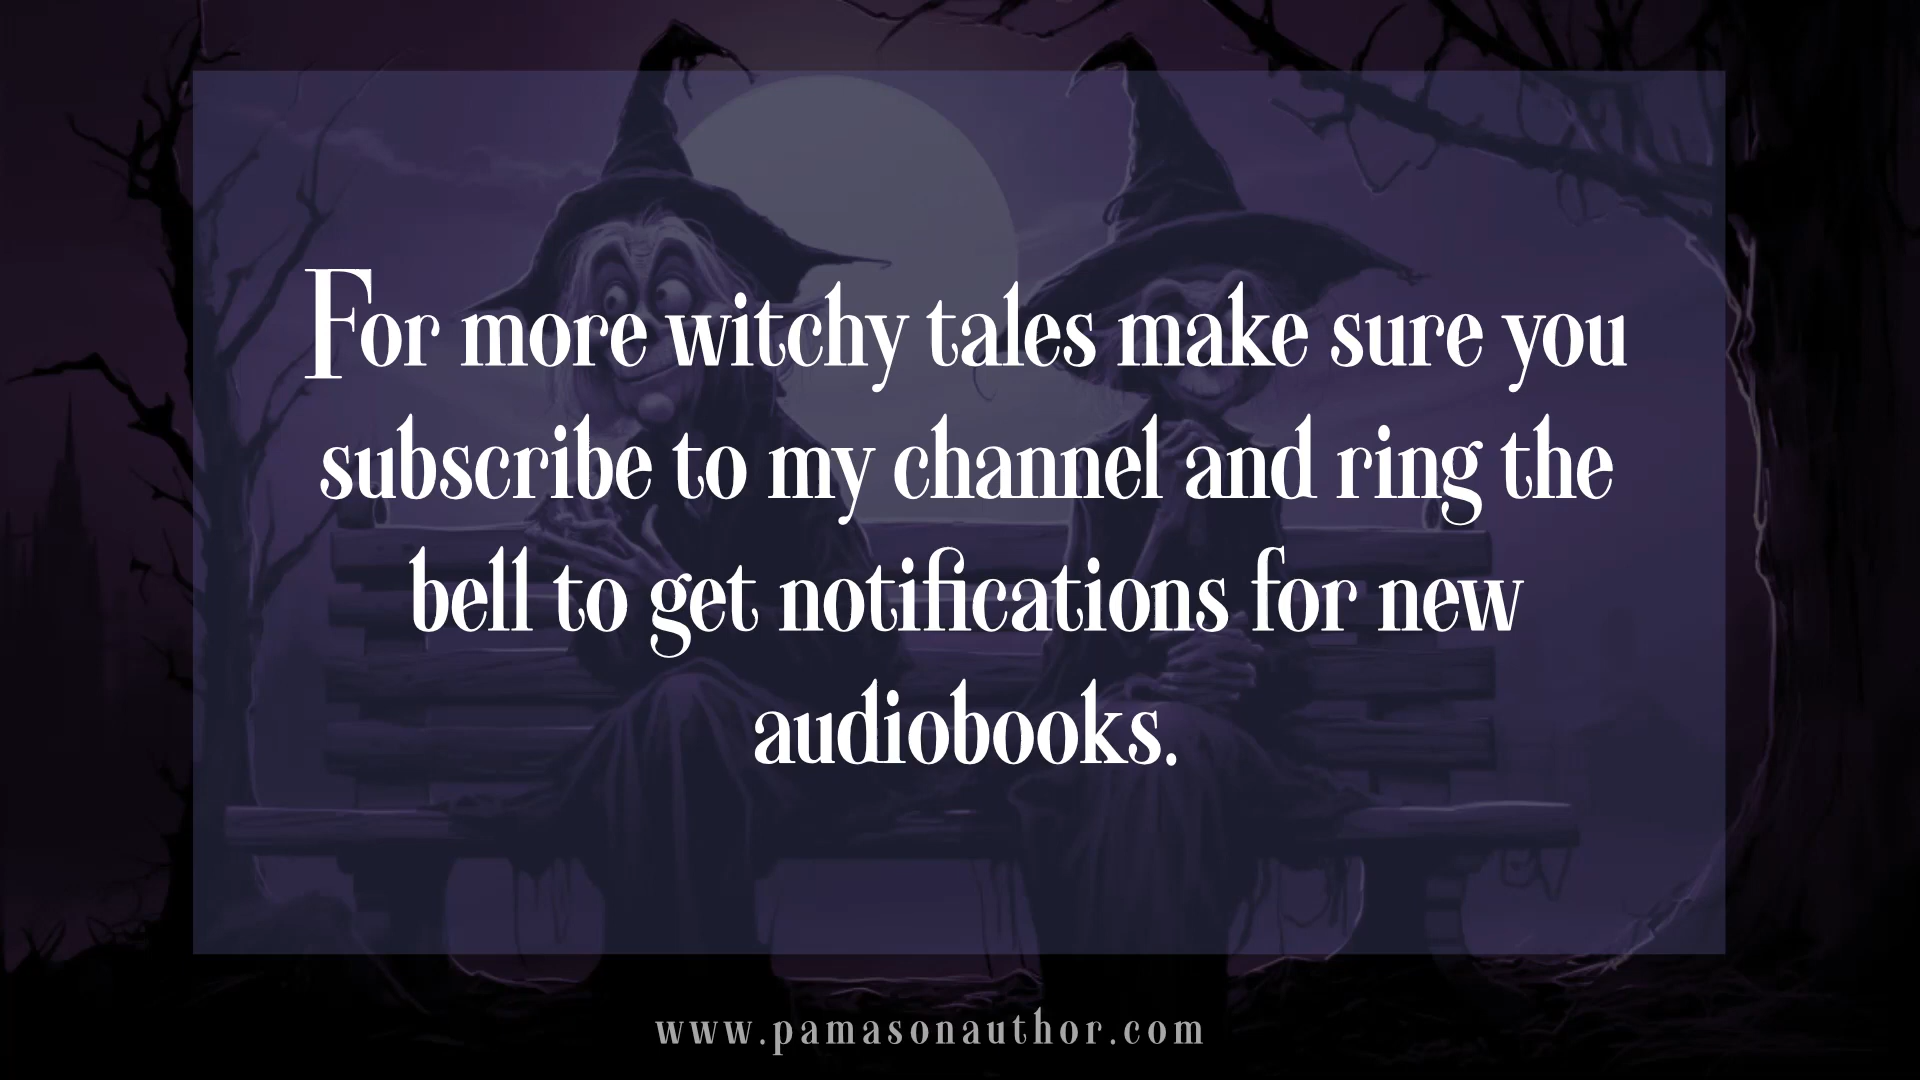 For more witchy tales make sure you
subscribe to my channel and ring the
bell to get notifications for new
audiobooks.
www.pamasonauthor.com